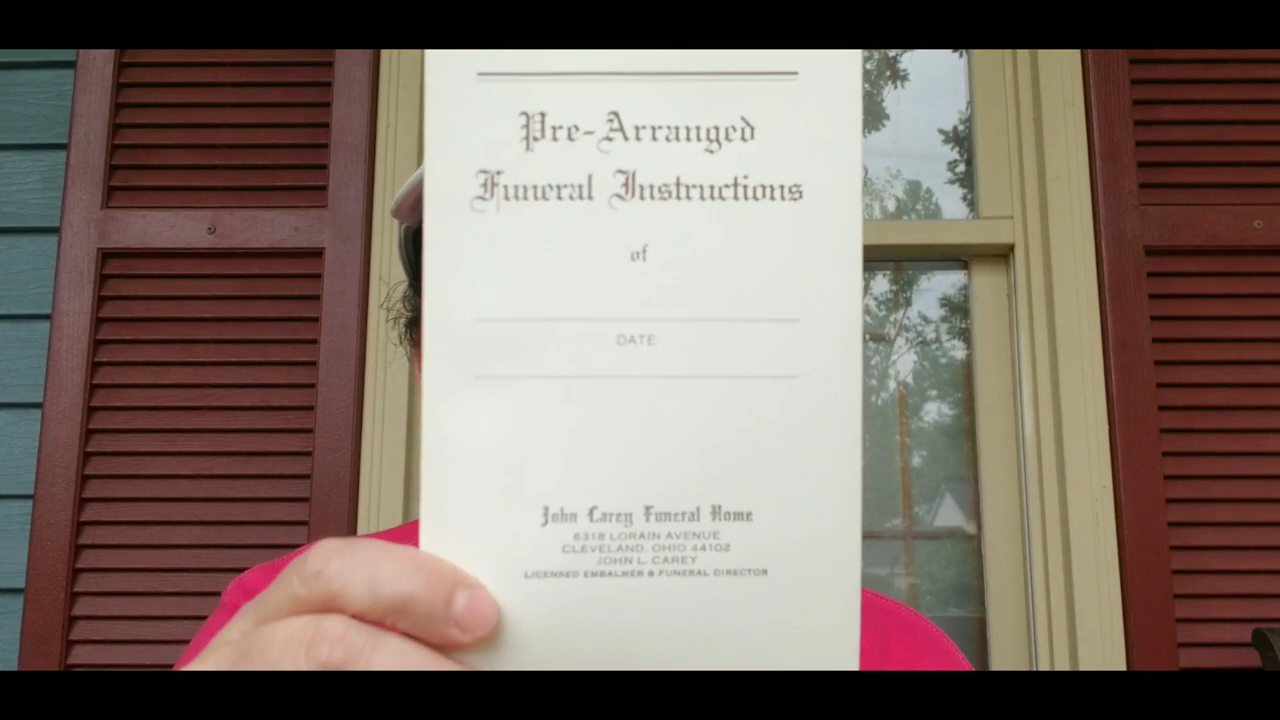 Pre-Arranged
Funeral Instructions
of
DATE
John Carey Funeral Home
6318 LORAIN AVENUE
CLEVELAND, OHIO 44102
JOHN L. CAREY
LICENSED EMBALMER & FUNERAL DIRECTOR